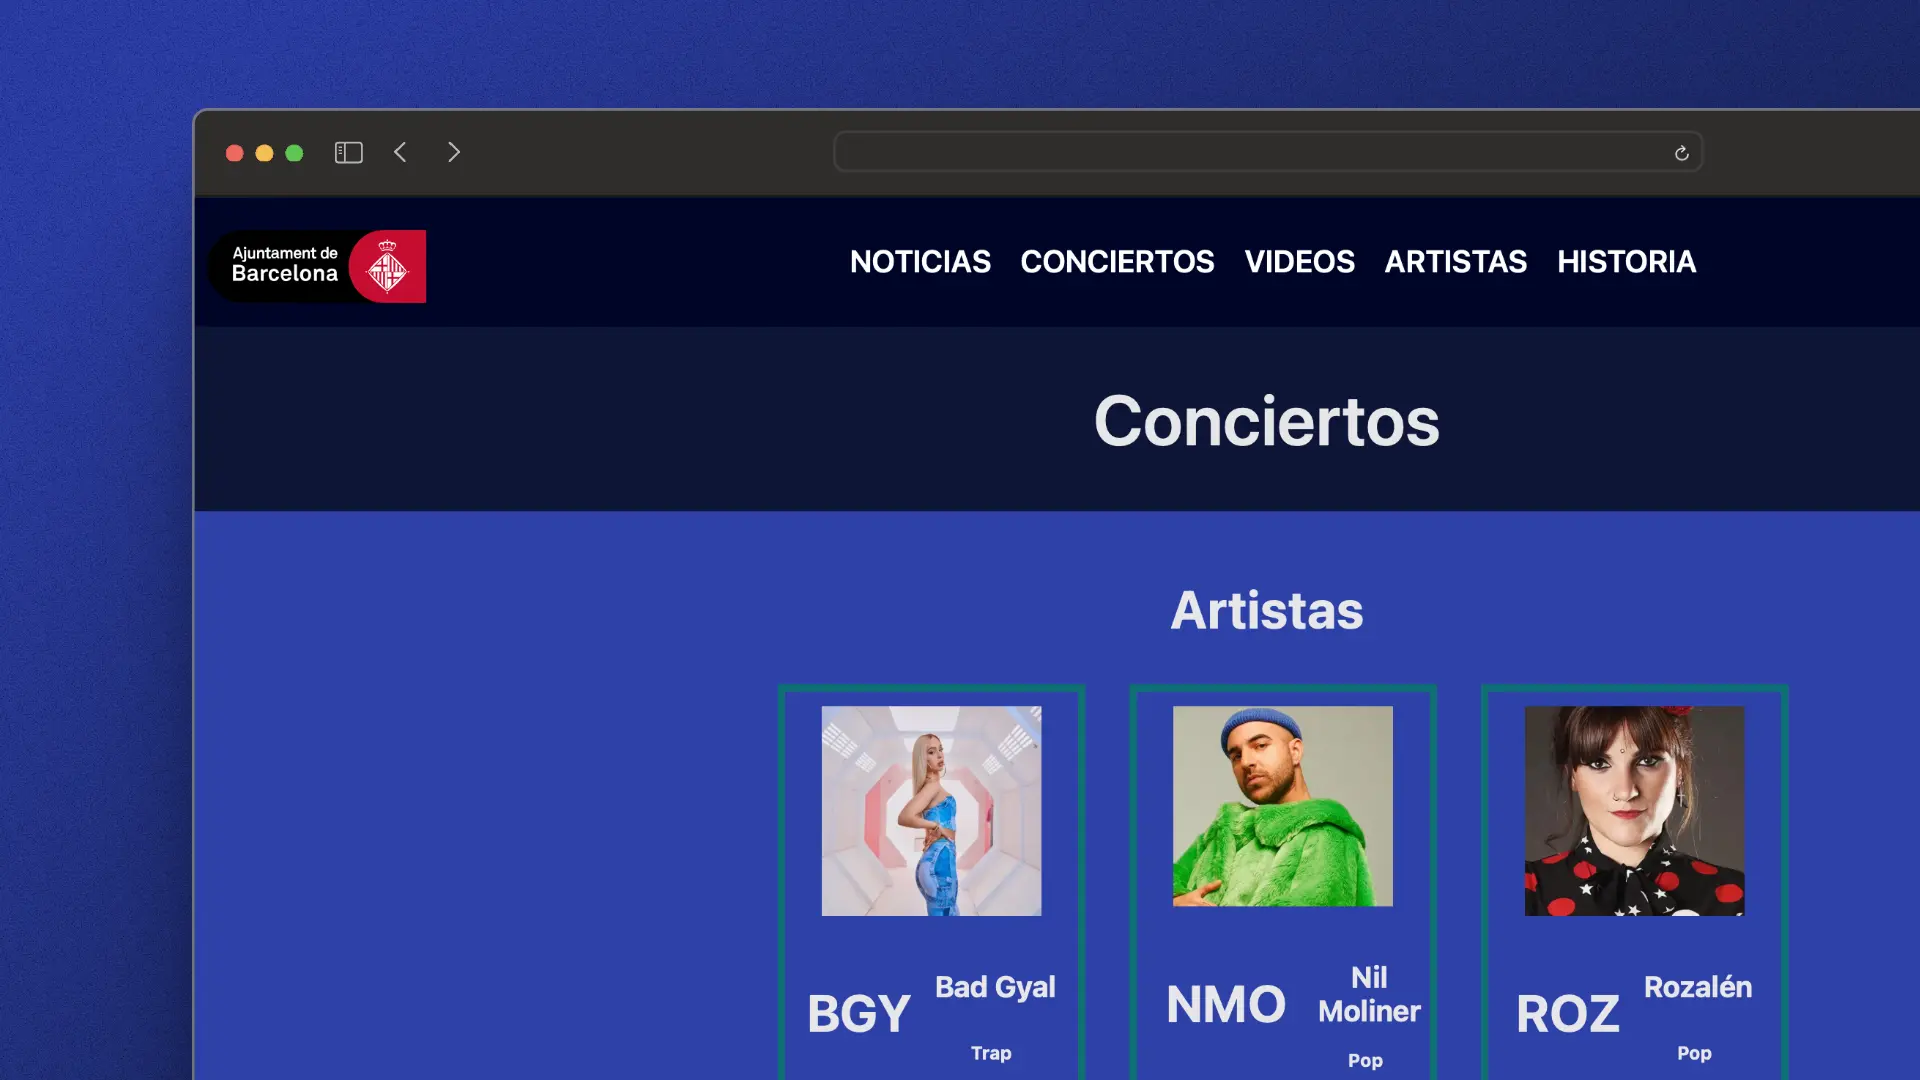 Ajuntament de
Barcelona
NOTICIAS CONCIERTOS VIDEOS ARTISTAS HISTORIA
Conciertos
Artistas
BGY
Bad Gyal
Trap
NMO
Nil
Moliner
Pop
ROZ
Rozalén
Pop